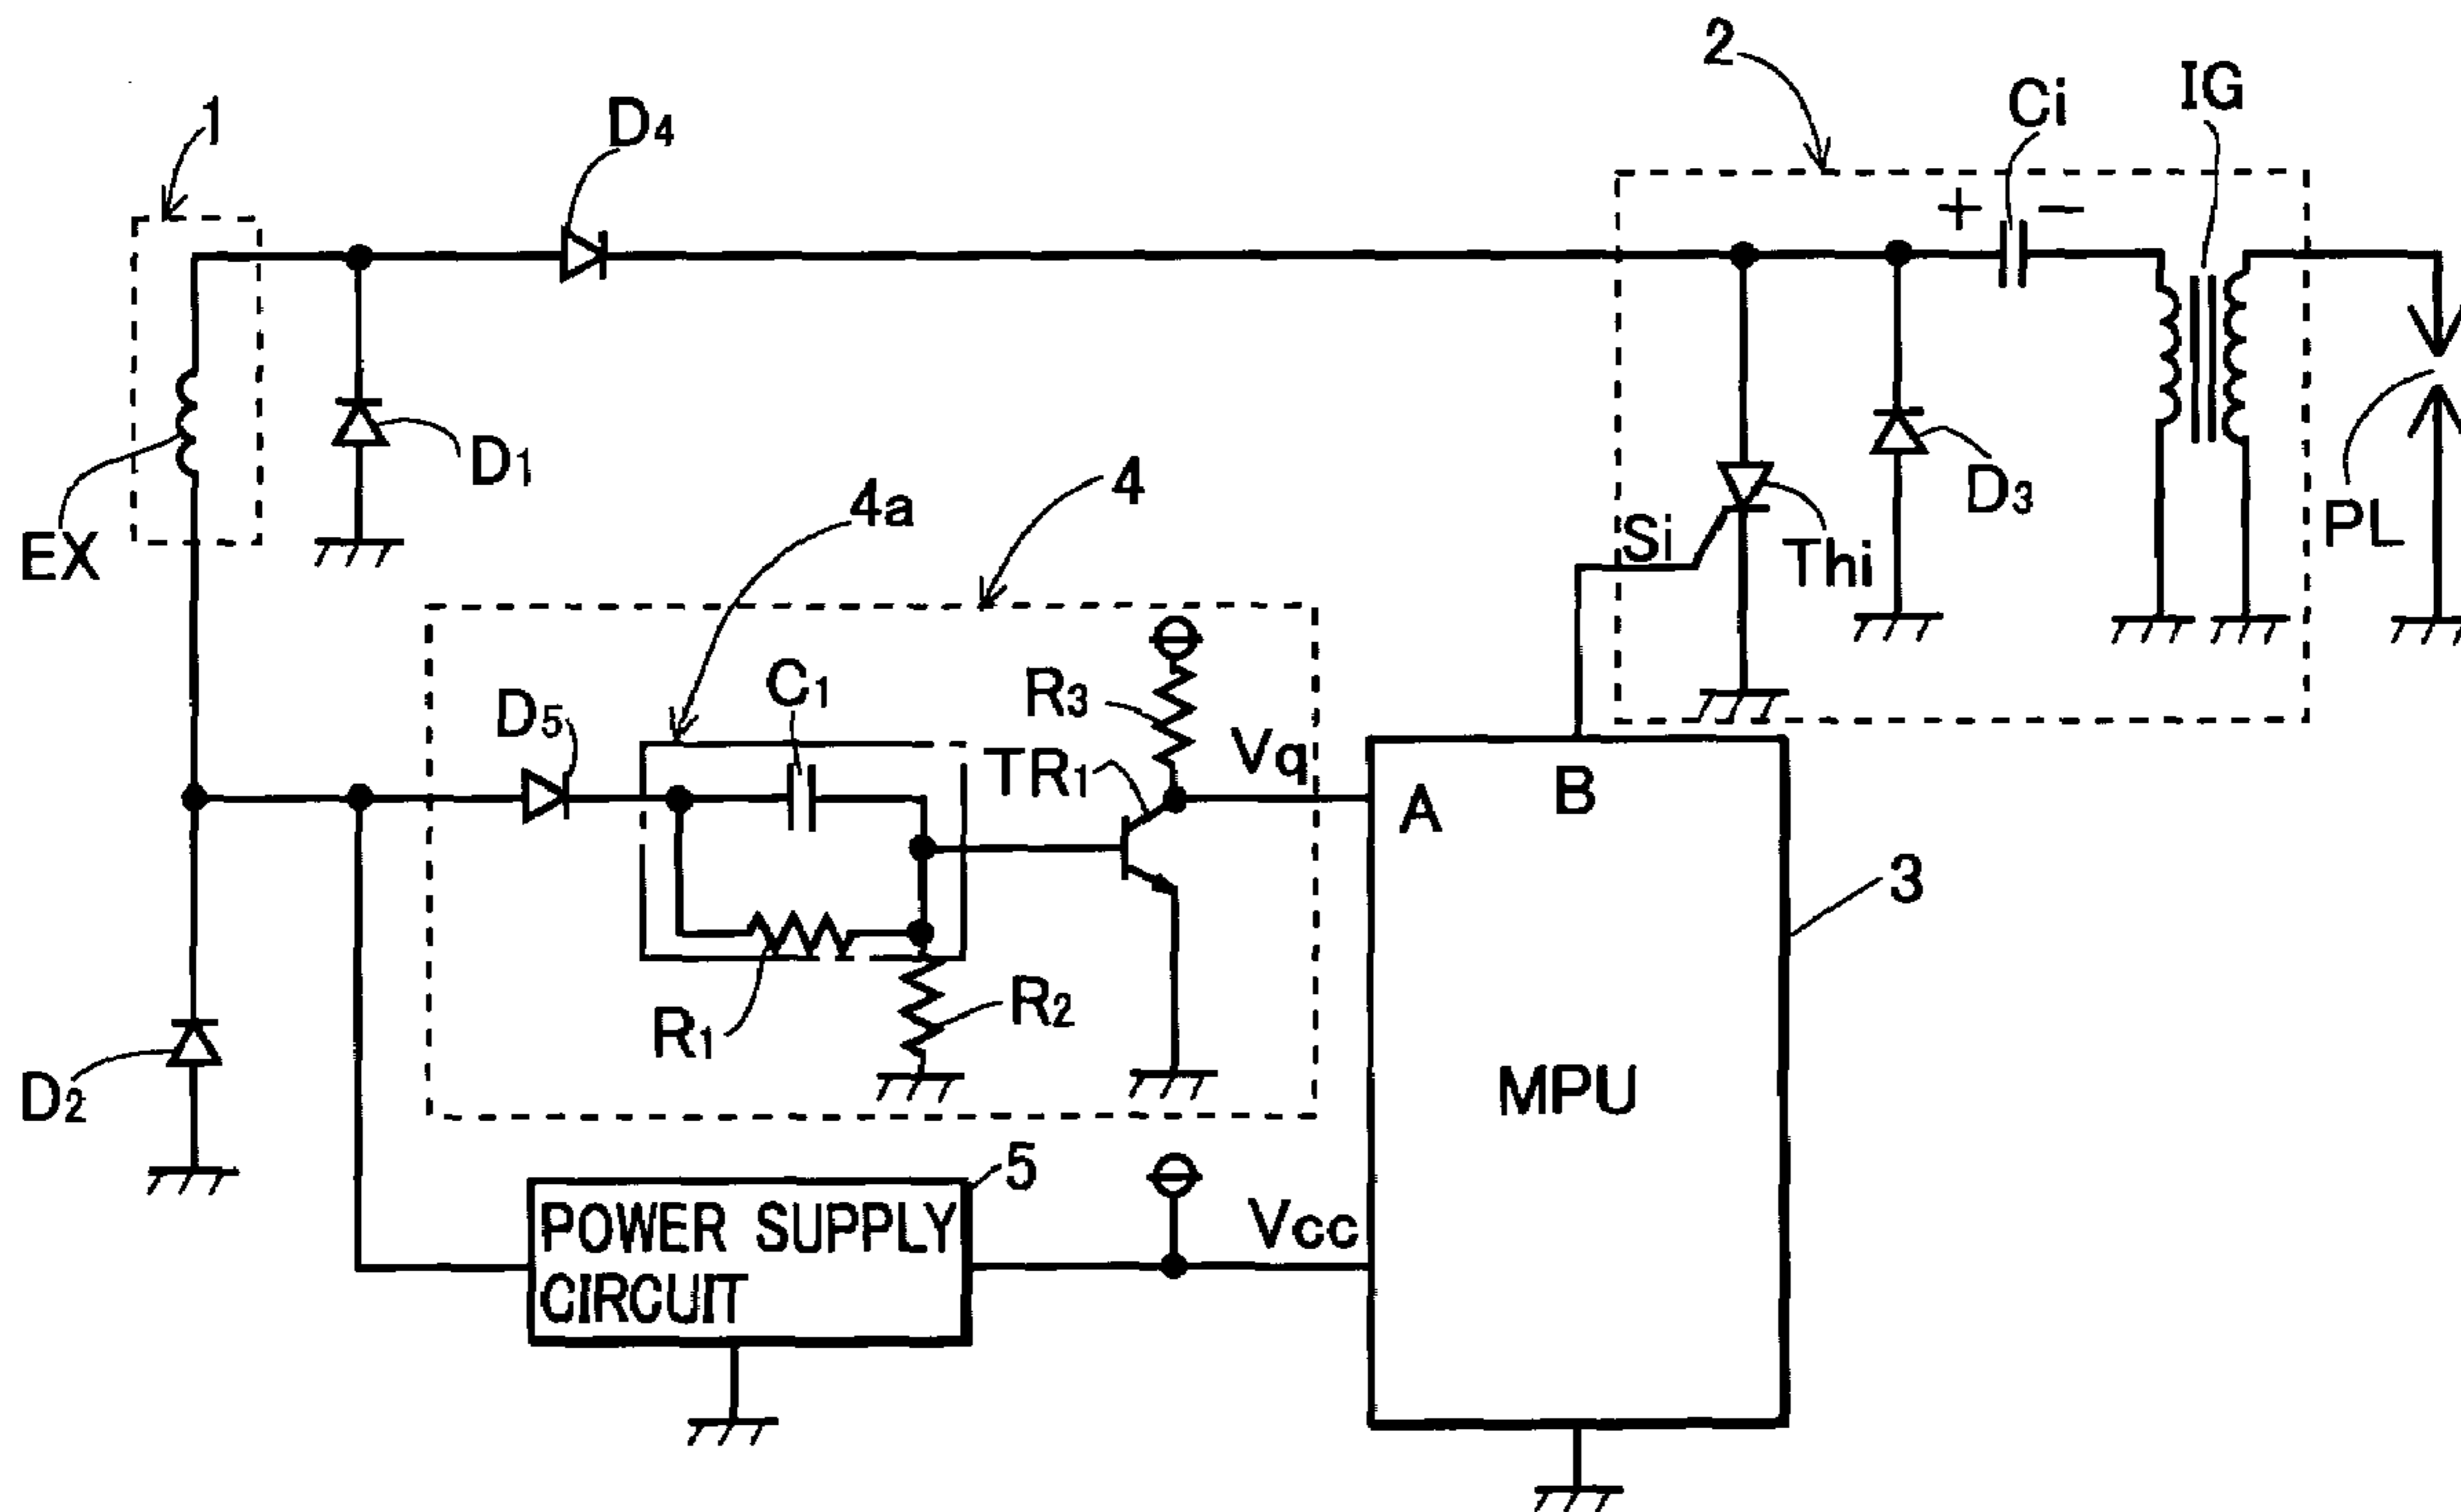 2
IG
Ci
1
D4
+ −
D1
4
D3
4a
Si
PL
EX
Thi
C1
R3
D5
Vq
TR1
A
B
3
R1
R2
MPU
D2
5
POWER SUPPLY
CIRCUIT
Vcc